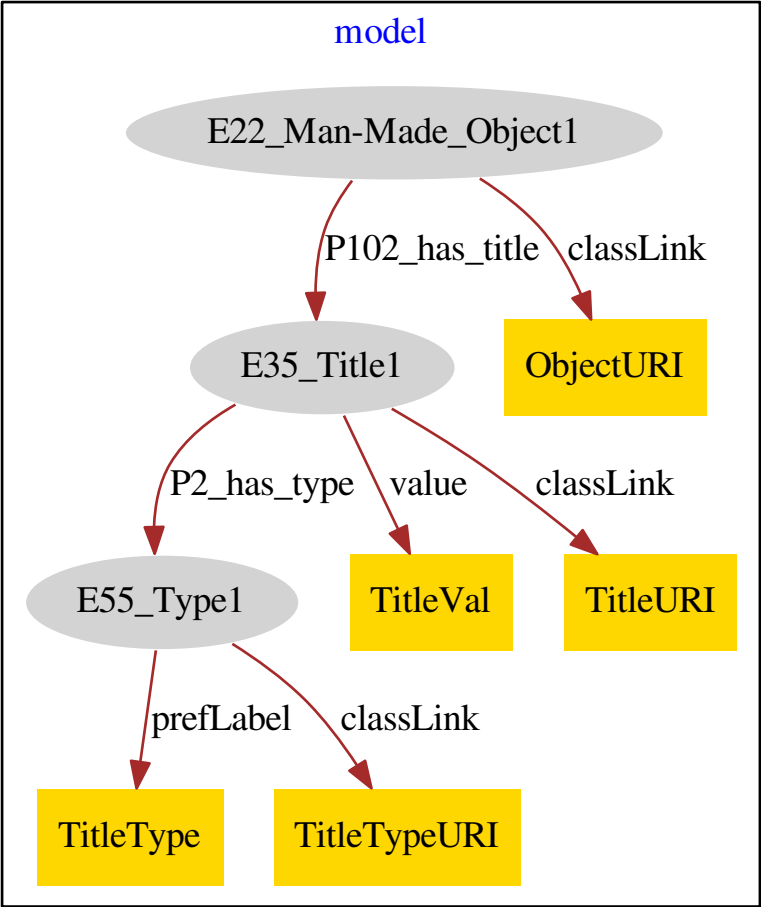 model
E22_Man-Made_Object1
P102_has_title classLink
E35_Title1 ObjectURI
P2_has_type value classLink
E55_Type1 TitleVal TitleURI
prefLabel classLink
TitleType TitleTypeURI